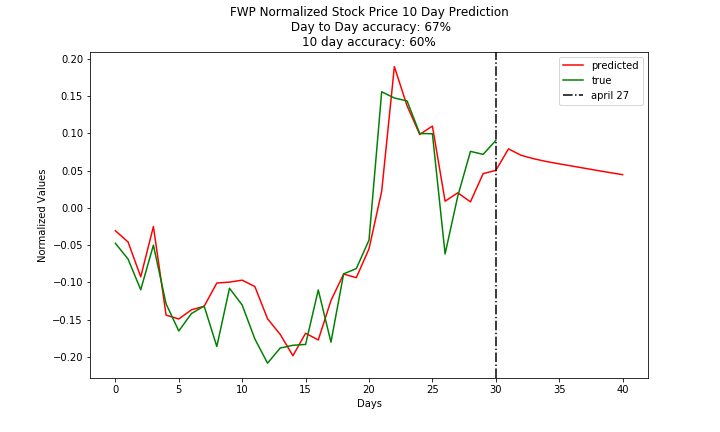 FWP Normalized Stock Price 10 Day Prediction
Day to Day accuracy: 67%
10 day accuracy: 60%
predicted
true
april 27
Normalized Values
0.20
0.15
0.10
0.05
0.00
−0.05
−0.10
−0.15
−0.20
0 5 10 15 20 25 30 35 40
Days